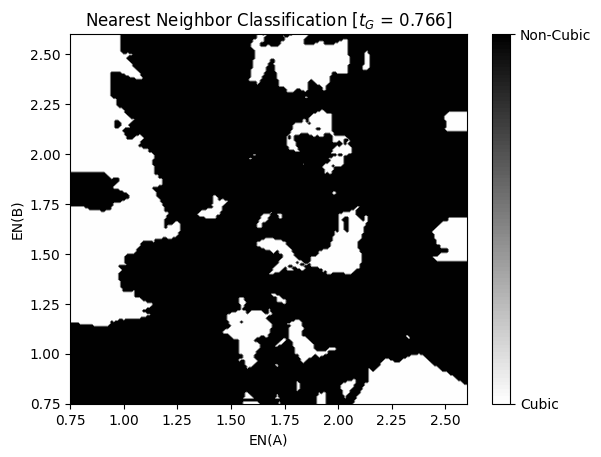 Nearest Neighbor Classification [$t_G$ = 0.766]
Non-Cubic
2.50
2.25
2.00
1.75
1.50
1.25
1.00
0.75
EN(B)
Cubic
0.75 1.00 1.25 1.50 1.75 2.00 2.25 2.50
EN(A)